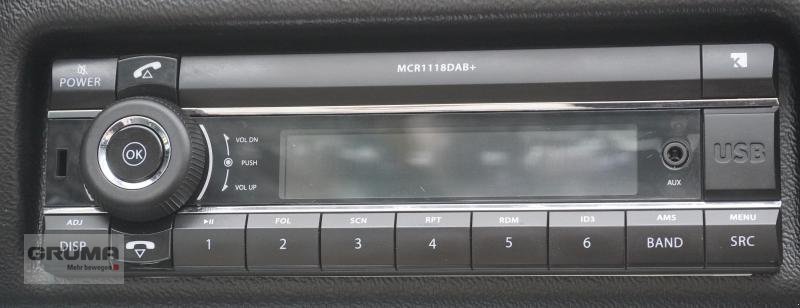 MCR1118DAB+
POWER
OK
VOL DN
PUSH
VOL UP
AUX
USB
ADJ
FOL
SCN
RPT
RDM
ID3
AMS
MENU
DISP
1
2
3
4
5
6
BAND
SRC
GRUMA
Mehr bewegen